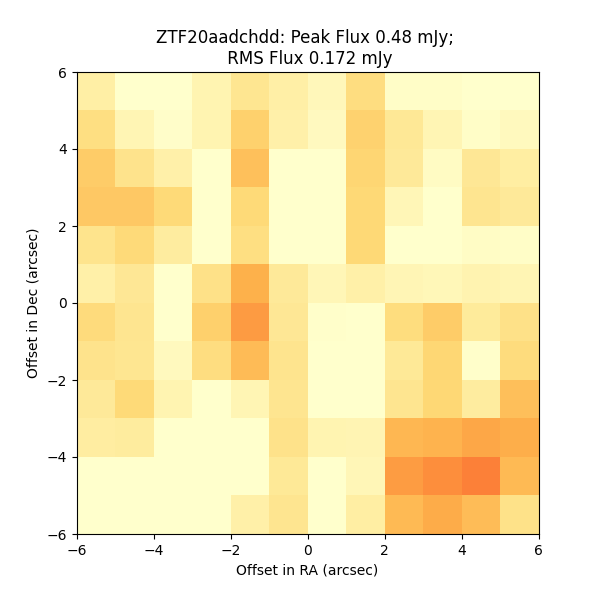 ZTF20aadchdd: Peak Flux 0.48 mJy;
RMS Flux 0.172 mJy
6
4
2
0
−2
−4
−6
Offset in Dec (arcsec)
−6 −4 −2 0 2 4 6
Offset in RA (arcsec)